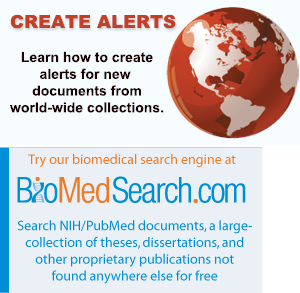 CREATE ALERTS
Learn how to create
alerts for new
documents from
world-wide collections.
Try our biomedical search engine at
BioMedSearch.com
Search NIH/PubMed documents, a large-
collection of theses, dissertations, and
other proprietary publications not
found anywhere else for free